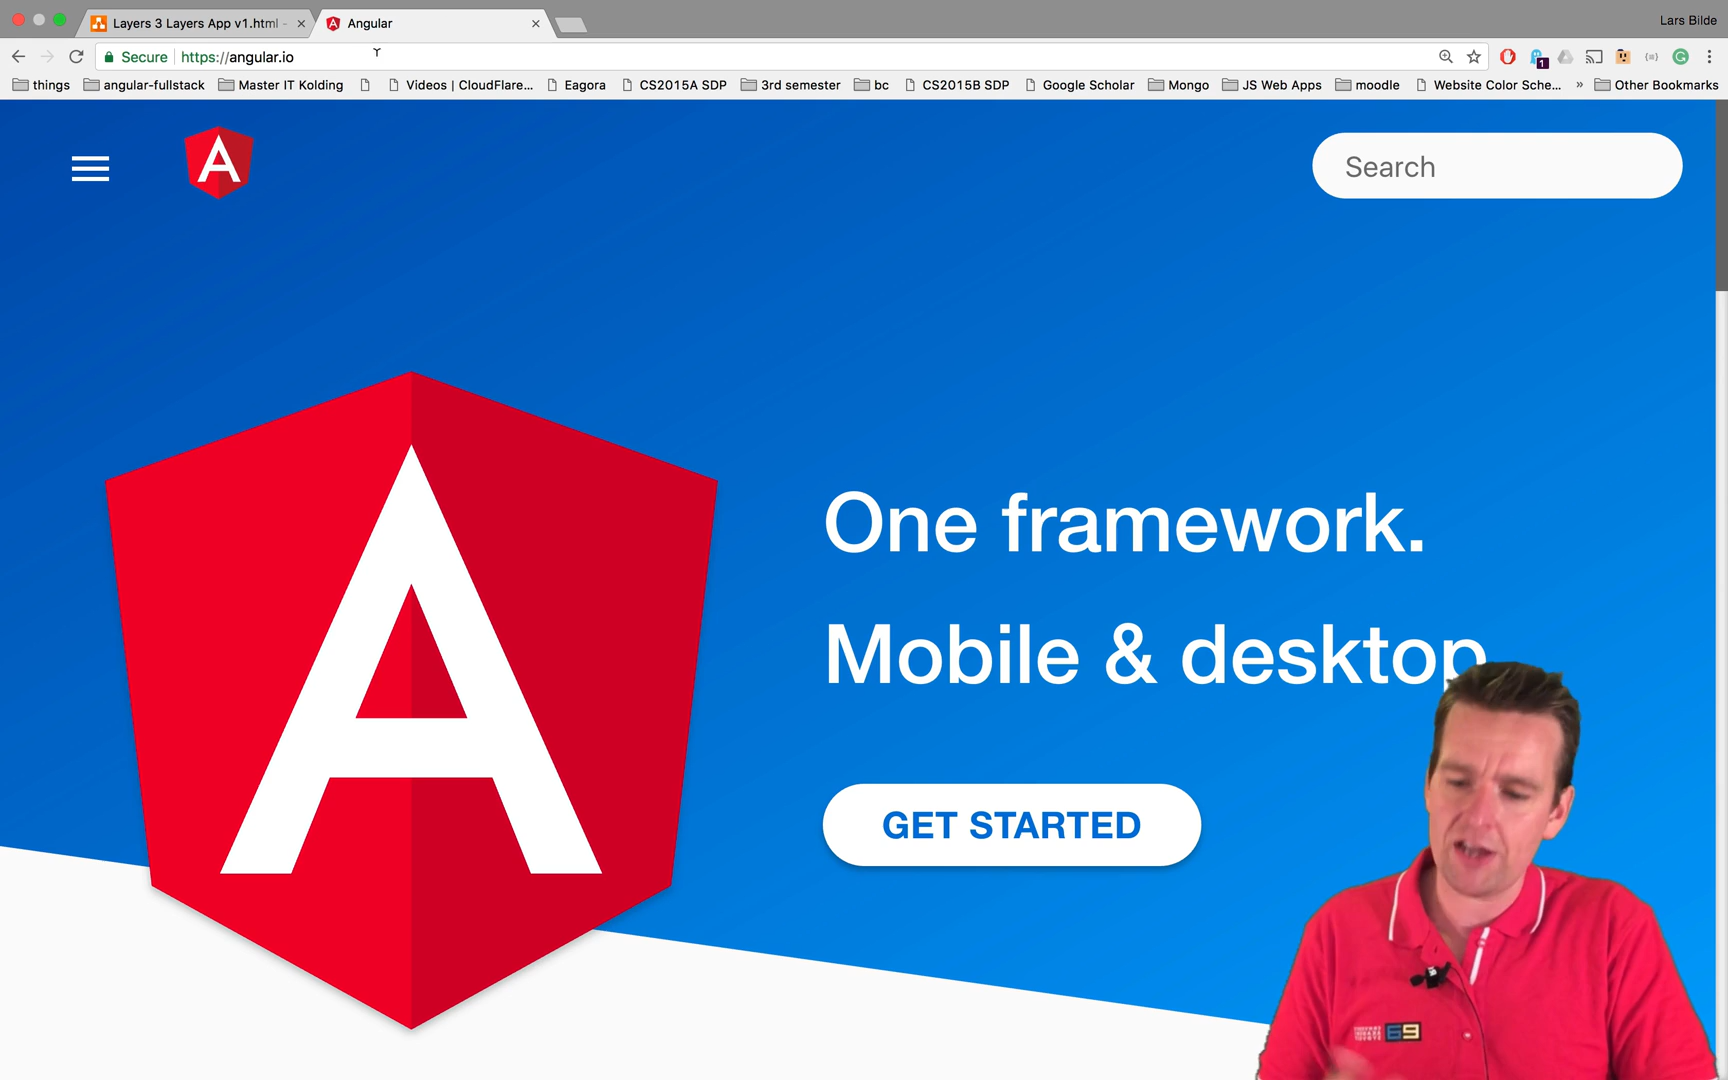 Layers 3 Layers App v1.html -
Angular
Lars Bilde
Secure
https://angular.io
1
things
angular-fullstack
Master IT Kolding
Videos | CloudFlare...
Eagora
CS2015A SDP
3rd semester
bc
CS2015B SDP
Google Scholar
Mongo
JS Web Apps
moodle
Website Color Sche...
»
Other Bookmarks
A
Search
A
One framework.
Mobile & desktop
GET STARTED
69